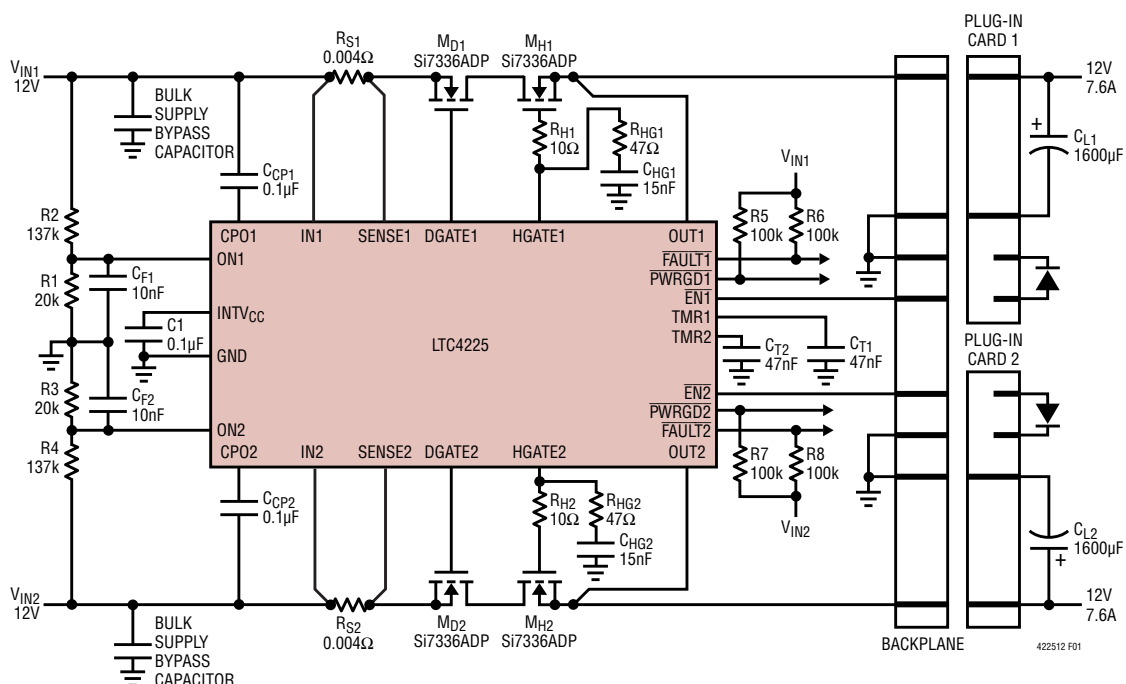 PLUG-IN
CARD 1
RS1
0.004Ω
MD1
Si7336ADP
MH1
Si7336ADP
VIN1
12V
12V
7.6A
BULK
SUPPLY
BYPASS
CAPACITOR
RH1
10Ω
RHG1
47Ω
+
CL1
1600µF
CCP1
0.1µF
CHG1
15nF
VIN1
R2
137k
R5
100k
R6
100k
CPO1
IN1
SENSE1
DGATE1
HGATE1
OUT1
ON1
FAULT1
R1
20k
CF1
10nF
PWRGD1
EN1
INTVCC
TMR1
C1
0.1µF
TMR2
LTC4225
GND
CT2
47nF
CT1
47nF
PLUG-IN
CARD 2
R3
20k
CF2
10nF
EN2
PWRGD2
ON2
FAULT2
R4
137k
CPO2
IN2
SENSE2
DGATE2
HGATE2
OUT2
R7
100k
R8
100k
CCP2
0.1µF
RH2
10Ω
RHG2
47Ω
VIN2
CHG2
15nF
CL2
1600µF
+
VIN2
12V
12V
7.6A
RS2
0.004Ω
MD2
Si7336ADP
MH2
Si7336ADP
BULK
SUPPLY
BYPASS
CAPACITOR
BACKPLANE
422512 F01